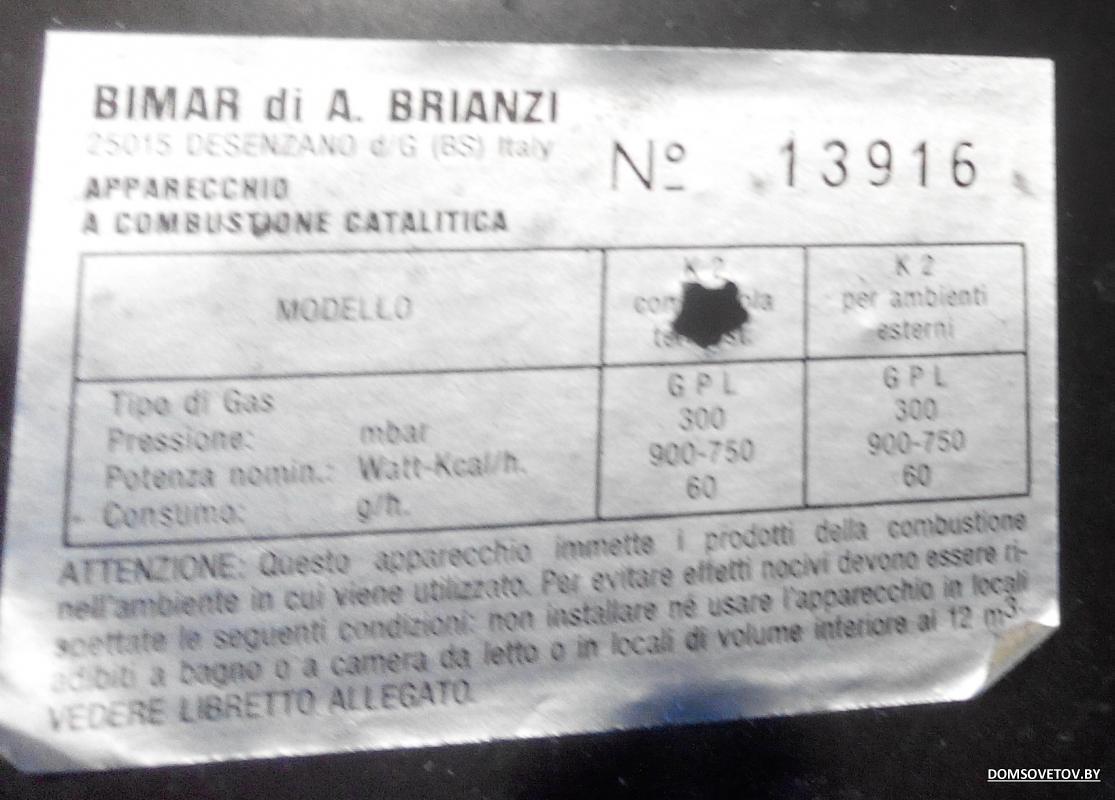 BIMAR di A. BRIANZI
25015 DESENZANO d/G (BS) Italy
Nº 13916
APPARECCHIO
A COMBUSTIONE CATALITICA
MODELLO
K 2
K 2
per ambienti
esterni
Tipo di Gas G P L G P L
Pressione: mbar 300 300
Potenza nomin.: Watt-Kcal/h. 900-750 900-750
Consumo: g/h. 60 60
ATTENZIONE: Questo apparecchio immette i prodotti della combustione
nell'ambiente in cui viene utilizzato. Per evitare effetti nocivi devono essere ri-
spettate le seguenti condizioni: non installare né usare l'apparecchio in locali
adibiti a bagno o a camera da letto o in locali di volume inferiore ai 12 m³.
VEDERE LIBRETTO ALLEGATO.
DOMSOVETOV.BY